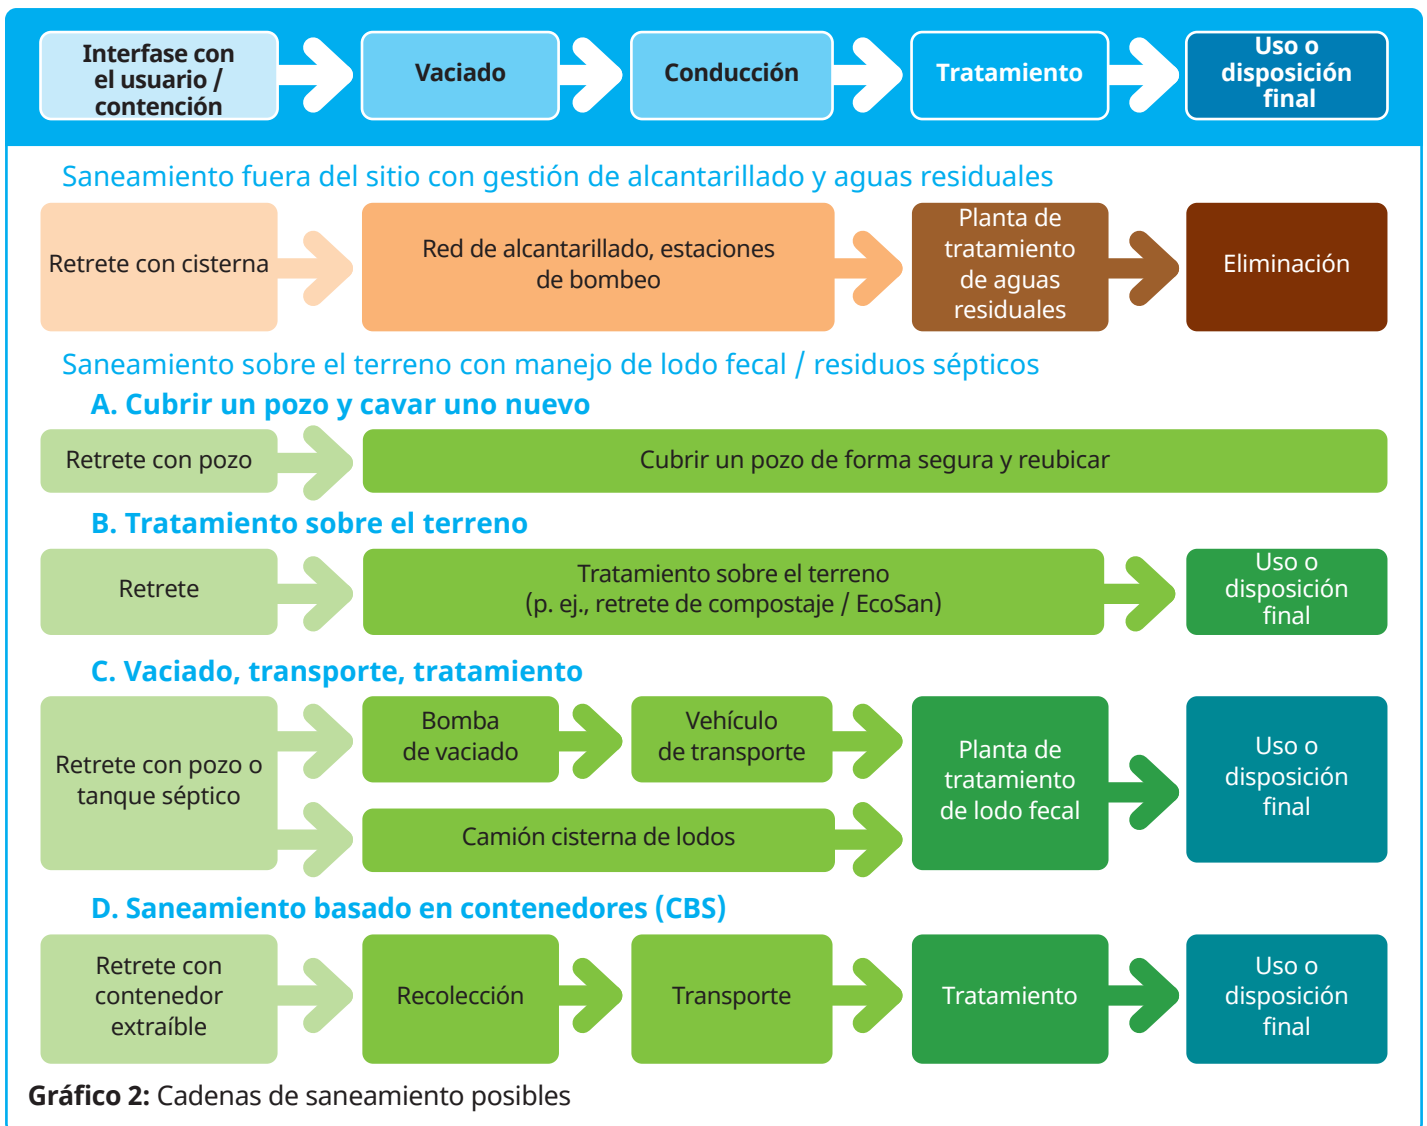 Interfase con
el usuario /
contención
Vaciado
Conducción
Tratamiento
Uso o
disposición
final
Saneamiento fuera del sitio con gestión de alcantarillado y aguas residuales
Retrete con cisterna
Red de alcantarillado, estaciones
de bombeo
Planta de
tratamiento
de aguas
residuales
Eliminación
Saneamiento sobre el terreno con manejo de lodo fecal / residuos sépticos
A. Cubrir un pozo y cavar uno nuevo
Retrete con pozo
Cubrir un pozo de forma segura y reubicar
B. Tratamiento sobre el terreno
Retrete
Tratamiento sobre el terreno
(p. ej., retrete de compostaje / EcoSan)
Uso o
disposición
final
C. Vaciado, transporte, tratamiento
Retrete con pozo o
tanque séptico
Bomba
de vaciado
Vehículo
de transporte
Camión cisterna de lodos
Planta de
tratamiento
de lodo fecal
Uso o
disposición
final
D. Saneamiento basado en contenedores (CBS)
Retrete con
contenedor
extraíble
Recolección
Transporte
Tratamiento
Uso o
disposición
final
Gráfico 2: Cadenas de saneamiento posibles